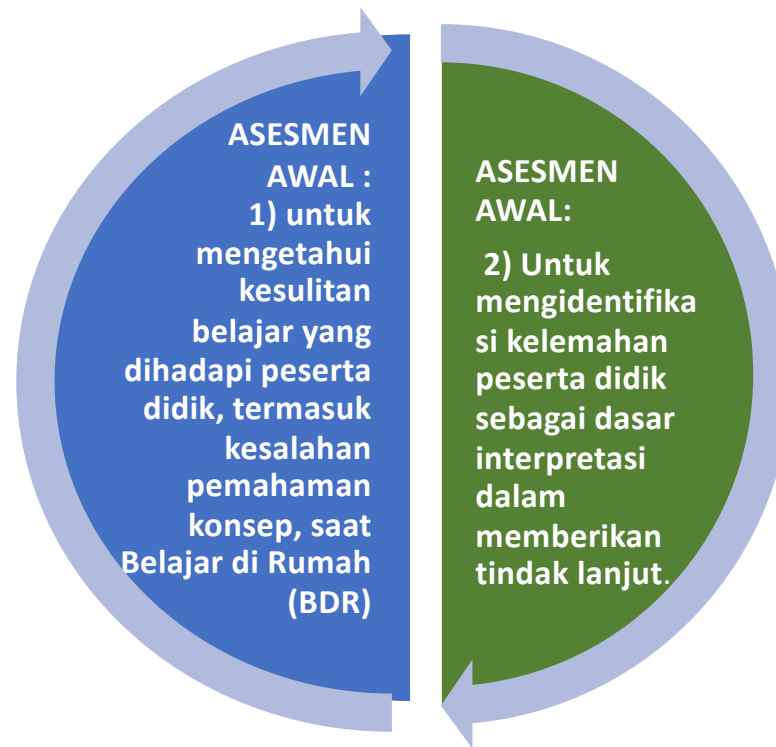 ASESMEN
AWAL :
1) untuk
mengetahui
kesulitan
belajar yang
dihadapi peserta
didik, termasuk
kesalahan
pemahaman
konsep, saat
Belajar di Rumah
(BDR)
ASESMEN
AWAL:
2) Untuk
mengidentifika
si kelemahan
peserta didik
sebagai dasar
interpretasi
dalam
memberikan
tindak lanjut.